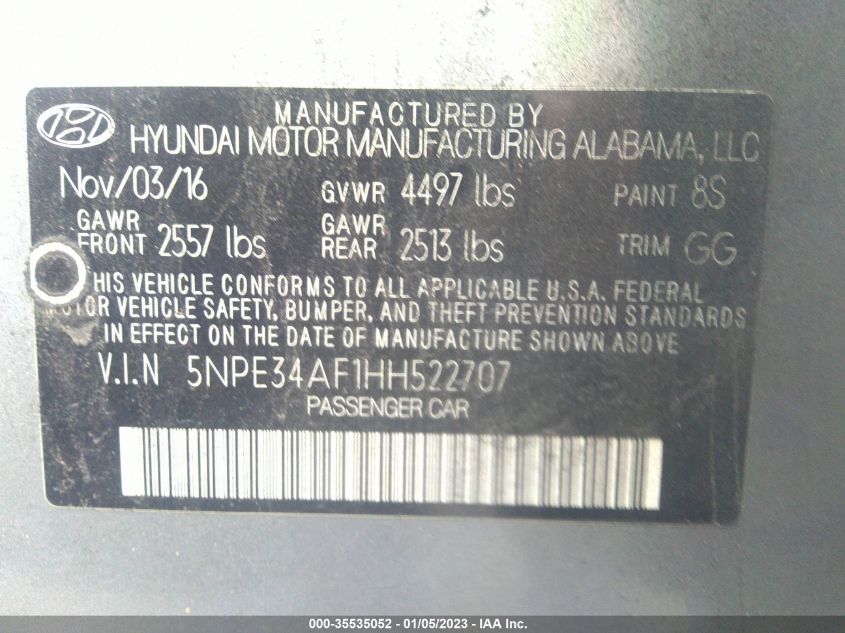 MANUFACTURED BY
HYUNDAI MOTOR MANUFACTURING ALABAMA, LLC
Nov/03/16 GVWR 4497 lbs PAINT 8S
GAWR FRONT 2557 lbs GAWR REAR 2513 lbs TRIM GG
THIS VEHICLE CONFORMS TO ALL APPLICABLE U.S.A. FEDERAL
MOTOR VEHICLE SAFETY, BUMPER, AND THEFT PREVENTION STANDARDS
IN EFFECT ON THE DATE OF MANUFACTURE SHOWN ABOVE
V.I.N 5NPE34AF1HH522707
PASSENGER CAR
000-35535052 - 01/05/2023 - IAA Inc.